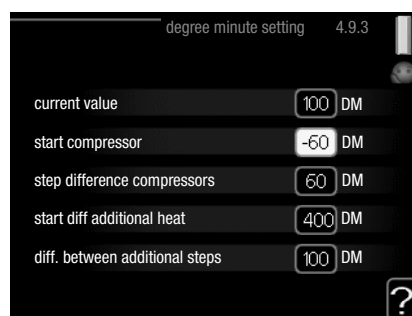 degree minute setting 4.9.3
current value 100 DM
start compressor -60 DM
step difference compressors 60 DM
start diff additional heat 400 DM
diff. between additional steps 100 DM
?